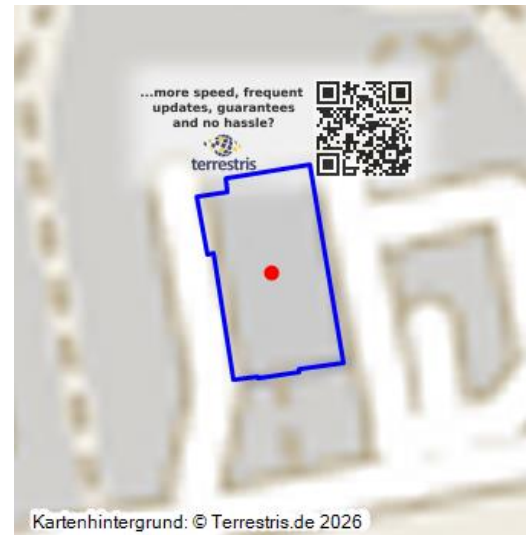 ...more speed, frequent
updates, guarantees
and no hassle?
terrestris
Kartenhintergrund: © Terrestris.de 2026